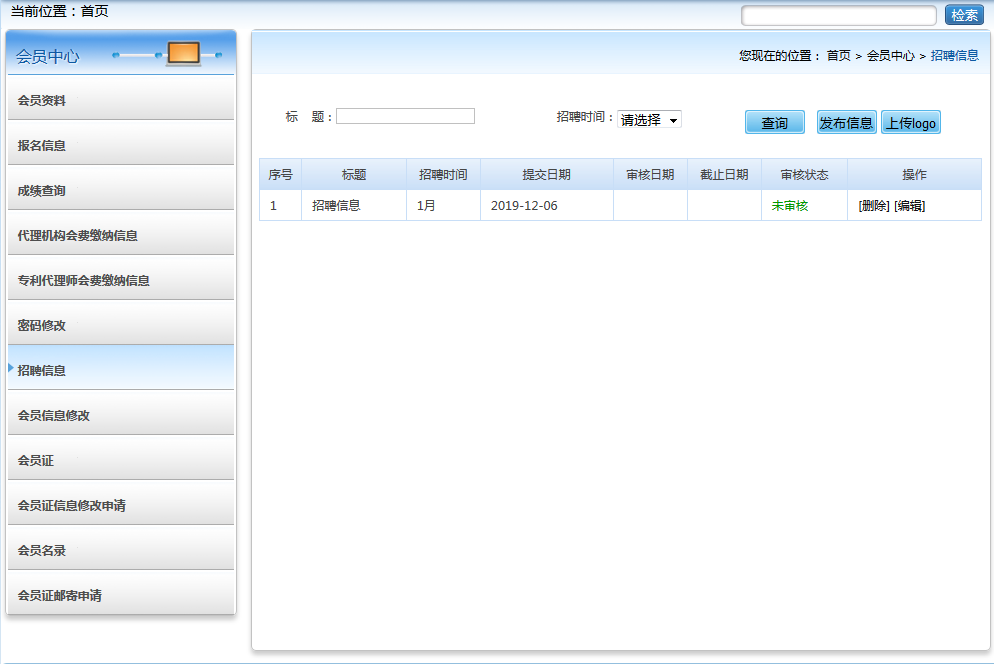 当前位置：首页
检索
会员中心
会员资料
报名信息
成绩查询
代理机构会费缴纳信息
专利代理师会费缴纳信息
密码修改
招聘信息
会员信息修改
会员证
会员证信息修改申请
会员名录
会员证邮寄申请
您现在的位置： 首页 > 会员中心 > 招聘信息
标 题： 招聘时间： 请选择 查询 发布信息 上传logo
序号 标题 招聘时间 提交日期 审核日期 截止日期 审核状态 操作
1 招聘信息 1月 2019-12-06 未审核 [删除] [编辑]